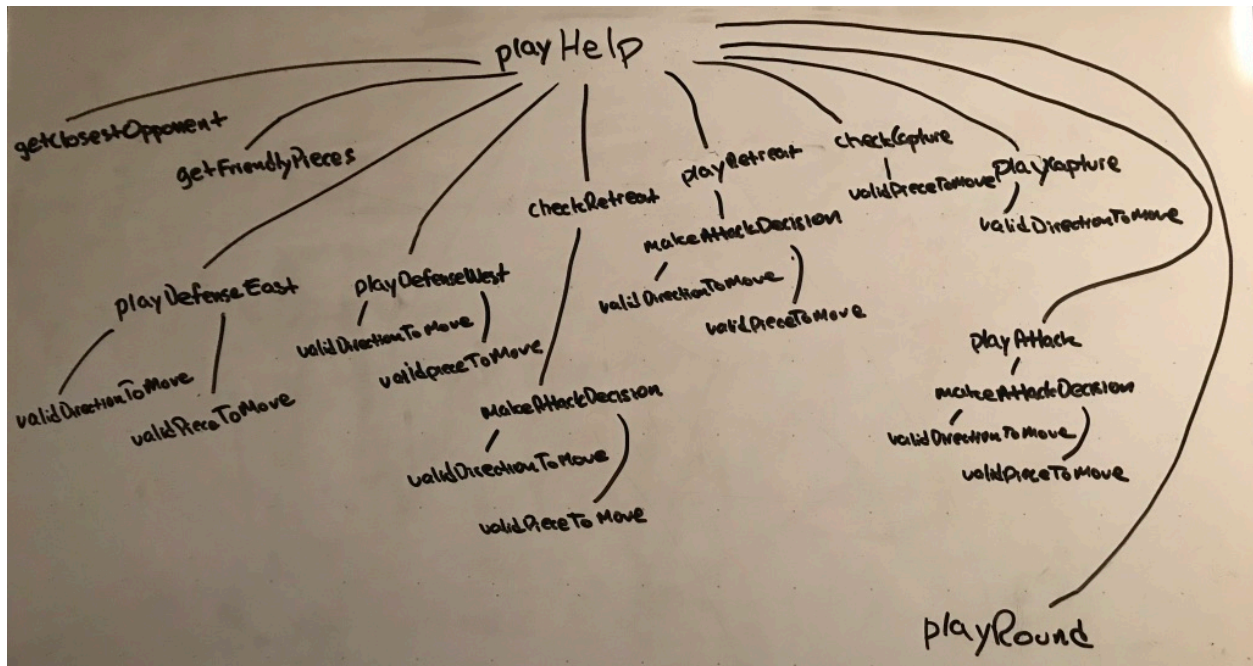 playHelp
getClosestOpponent
getFriendlyPieces
playDefenseEast
validDirectionToMove
validPieceToMove
playDefenseWest
validDirectionToMove
validpieceToMove
checkRetreat
makeAttackDecision
validDirectionToMove
validPieceToMove
playRetreat
makeAttackDecision
validDirectionToMove
validPieceToMove
checkCapture
validPieceToMove
playCapture
validDirectionToMove
playAttack
makeAttackDecision
validDirectionToMove
validPieceToMove
playRound